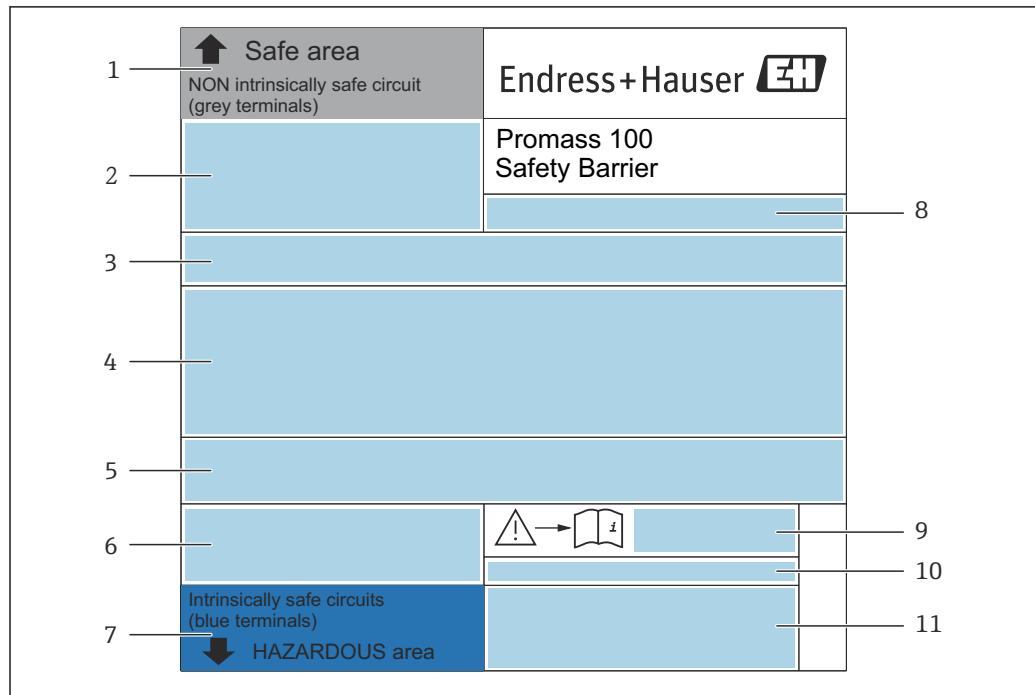 Safe area
NON intrinsically safe circuit
(grey terminals)
Endress+Hauser EH
Promass 100
Safety Barrier
1
2
3
4
5
6
7
8
9
10
11
i
Intrinsically safe circuits
(blue terminals)
HAZARDOUS area